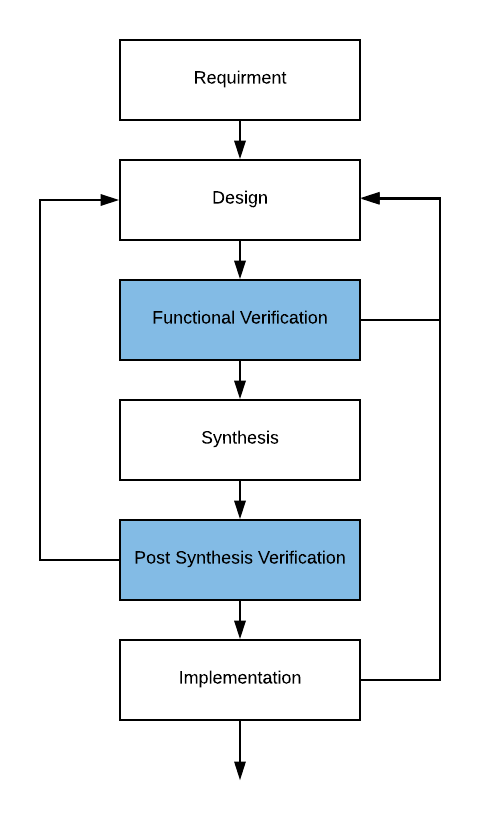 Requirment
Design
Functional Verification
Synthesis
Post Synthesis Verification
Implementation